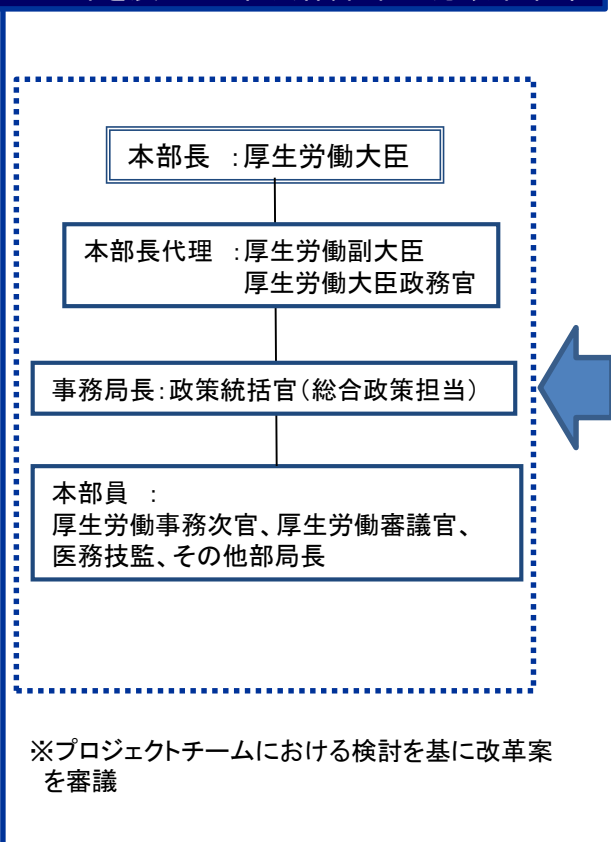 本部長 :厚生労働大臣
本部長代理 :厚生労働副大臣
厚生労働大臣政務官
事務局長:政策統括官(総合政策担当)
本部員 :
厚生労働事務次官、厚生労働審議官、
医務技監、その他部局長
※プロジェクトチームにおける検討を基に改革案
を審議